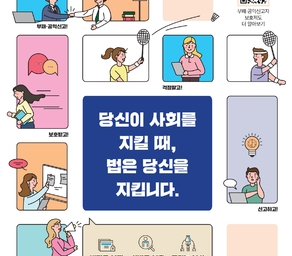 부패·공익신고!
부패·공익신고자
보호제도
더 알아보기
걱정말고!
보호받고!
당신이 사회를
지킬 때,
법은 당신을
지킵니다.
신고하고!